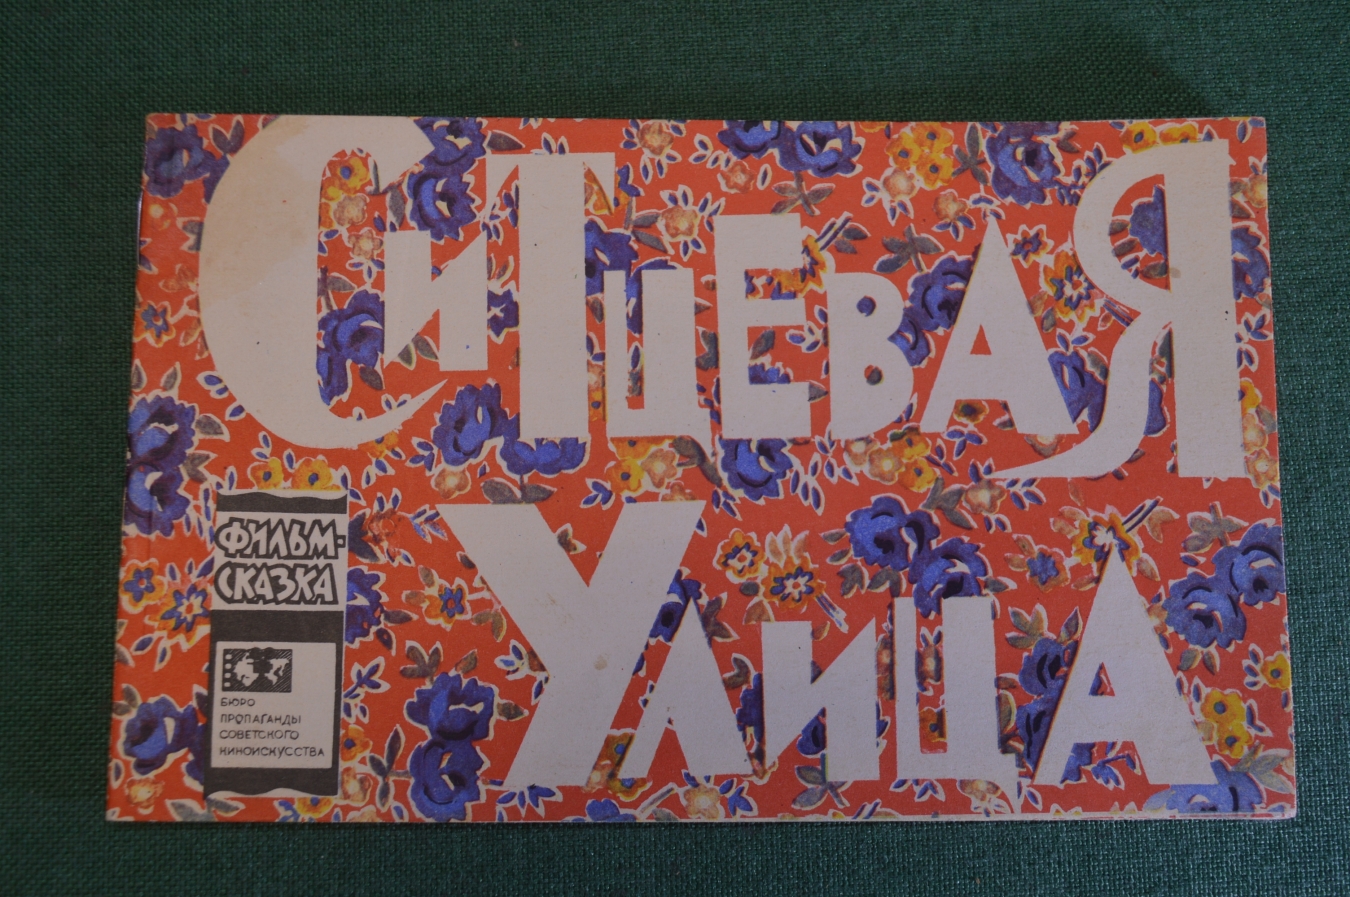 СИТЦЕВАЯ
УЛИЦА
ФИЛЬМ-
СКАЗКА
БЮРО
ПРОПАГАНДЫ
СОВЕТСКОГО
КИНОИСКУССТВА